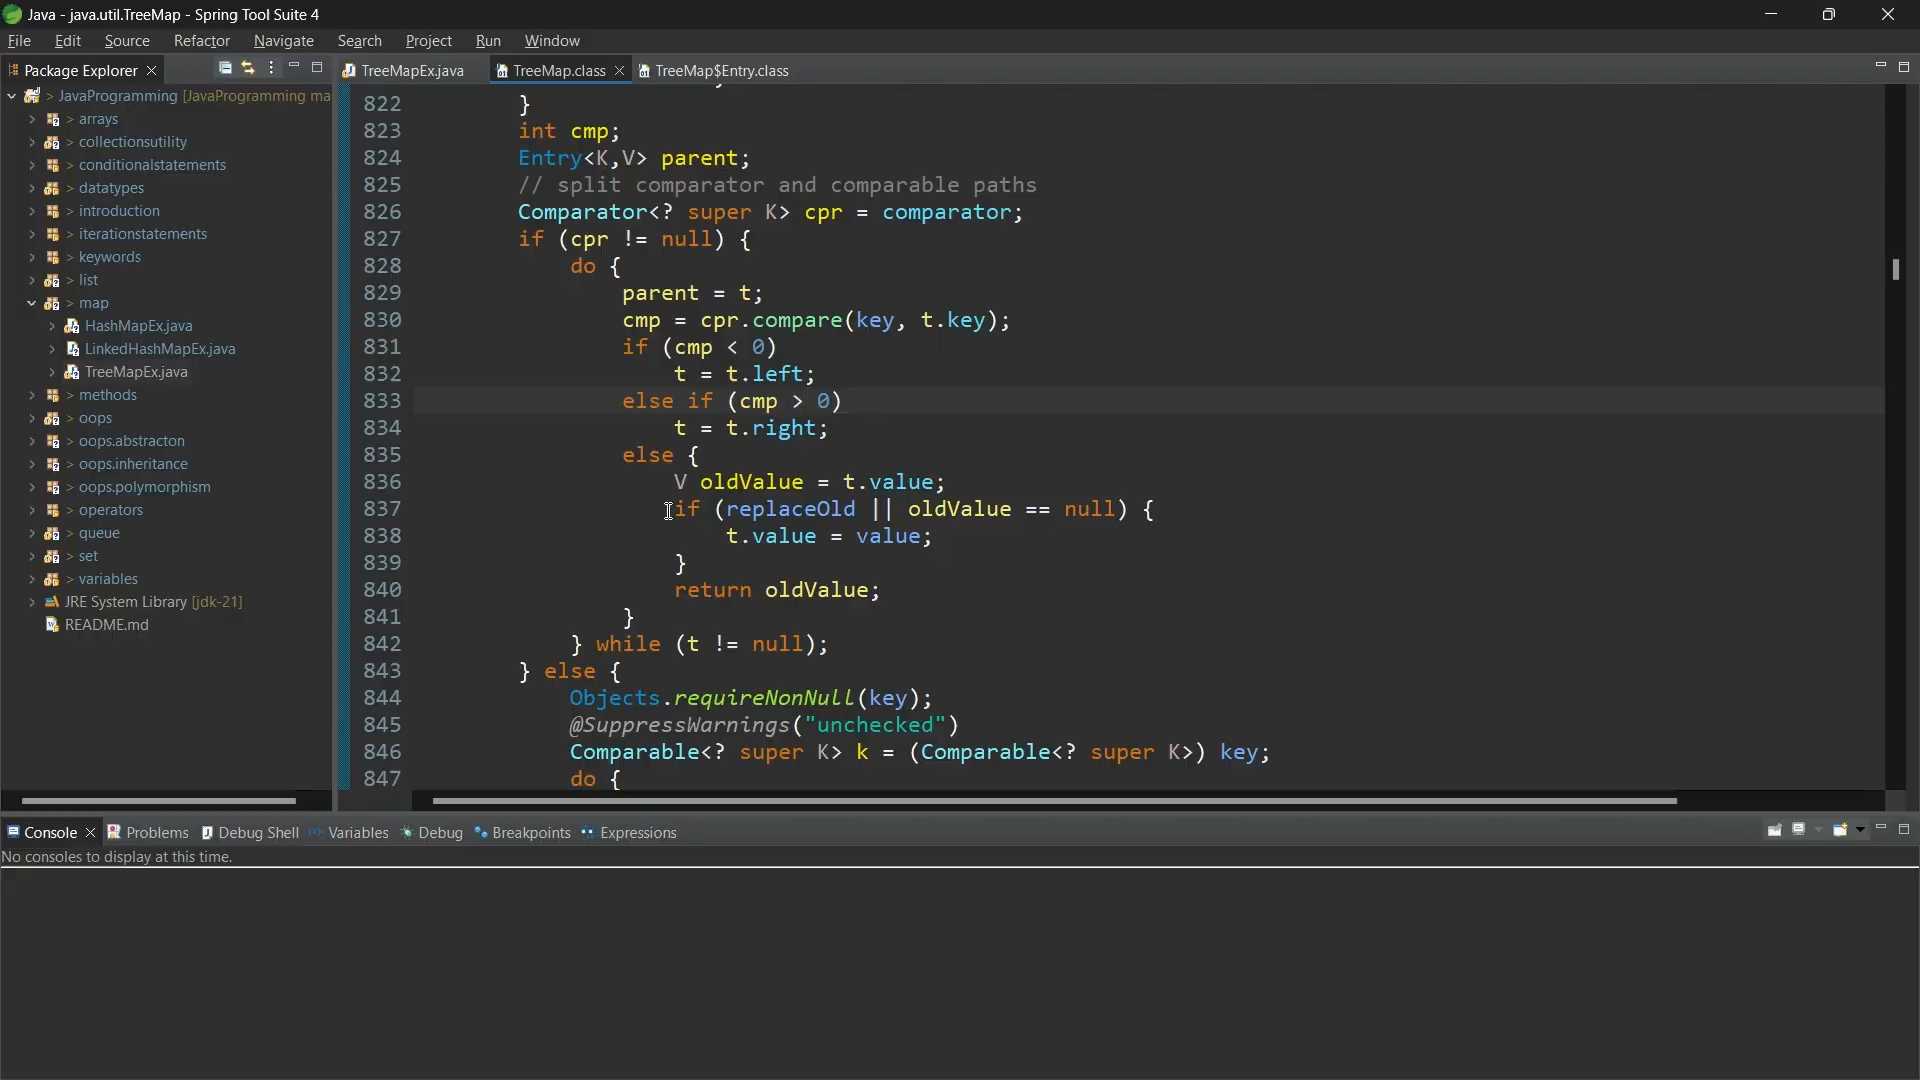 Java - java.util.TreeMap - Spring Tool Suite 4
File Edit Source Refactor Navigate Search Project Run Window
Package Explorer
TreeMapEx.java TreeMap.class TreeMap$Entry.class
> JavaProgramming [JavaProgramming ma
> arrays
> collectionsutility
> conditionalstatements
> datatypes
> introduction
> iterationstatements
> keywords
> list
> map
HashMapEx.java
LinkedHashMapEx.java
TreeMapEx.java
> methods
> oops
> oops.abstracton
> oops.inheritance
> oops.polymorphism
> operators
> queue
> set
> variables
JRE System Library [jdk-21]
README.md
822 }
823 int cmp;
824 Entry<K,V> parent;
825 // split comparator and comparable paths
826 Comparator<? super K> cpr = comparator;
827 if (cpr != null) {
828 do {
829 parent = t;
830 cmp = cpr.compare(key, t.key);
831 if (cmp < 0)
832 t = t.left;
833 else if (cmp > 0)
834 t = t.right;
835 else {
836 V oldValue = t.value;
837 if (replaceOld || oldValue == null) {
838 t.value = value;
839 }
840 return oldValue;
841 }
842 } while (t != null);
843 } else {
844 Objects.requireNonNull(key);
845 @SuppressWarnings("unchecked")
846 Comparable<? super K> k = (Comparable<? super K>) key;
847 do {
Console Problems Debug Shell Variables Debug Breakpoints Expressions
No consoles to display at this time.